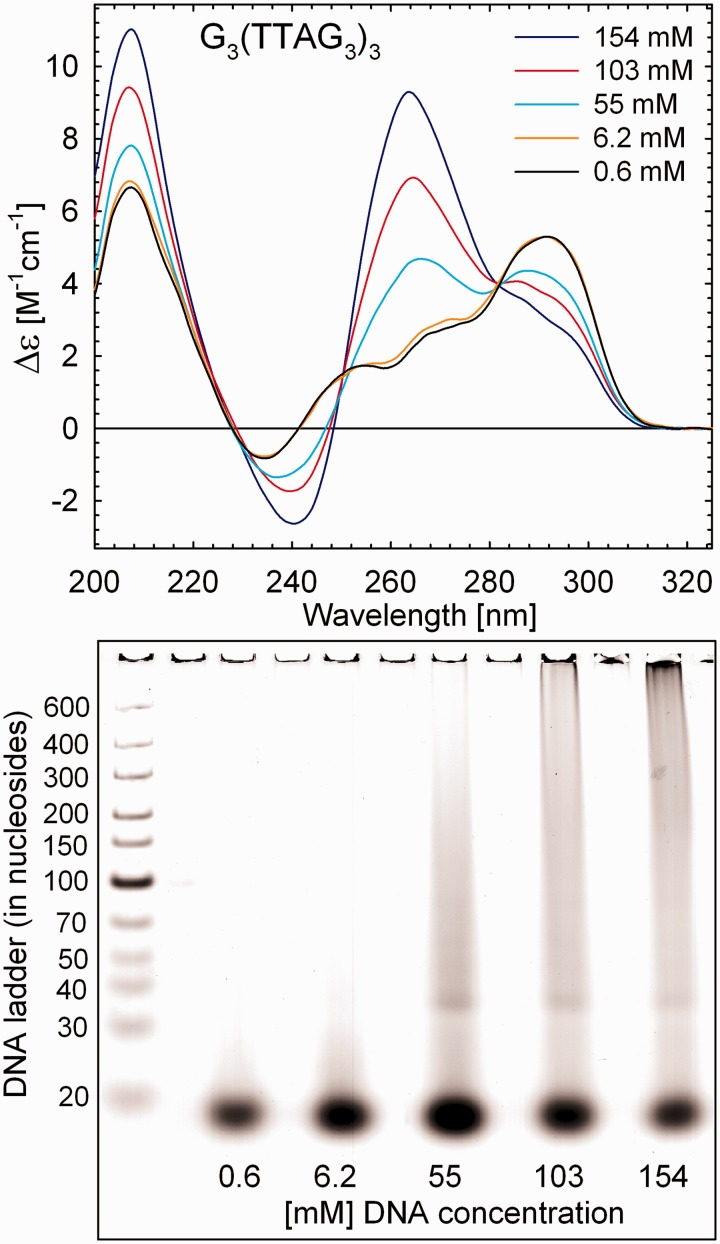 G3(TTAG3)3
154 mM
103 mM
55 mM
6.2 mM
0.6 mM
Δε [M-1cm-1]
10
8
6
4
2
0
-2
200 220 240 260 280 300 320
Wavelength [nm]
DNA ladder (in nucleosides)
600
400
300
200
150
100
70
50
40
30
20
0.6 6.2 55 103 154
[mM] DNA concentration